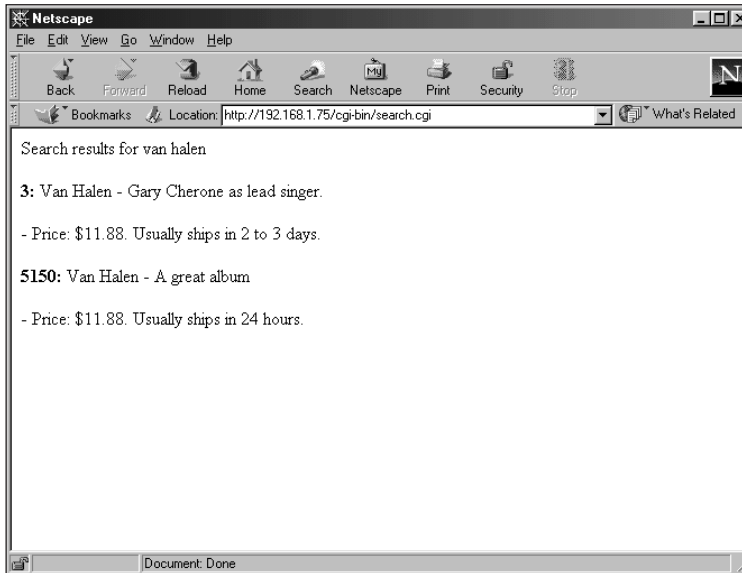 Netscape
File Edit View Go Window Help
My
N
Back Forward Reload Home Search Netscape Print Security Stop
Bookmarks Location: http://192.168.1.75/cgi-bin/search.cgi What's Related
Search results for van halen
3: Van Halen - Gary Cherone as lead singer.
- Price: $11.88. Usually ships in 2 to 3 days.
5150: Van Halen - A great album
- Price: $11.88. Usually ships in 24 hours.
Document: Done